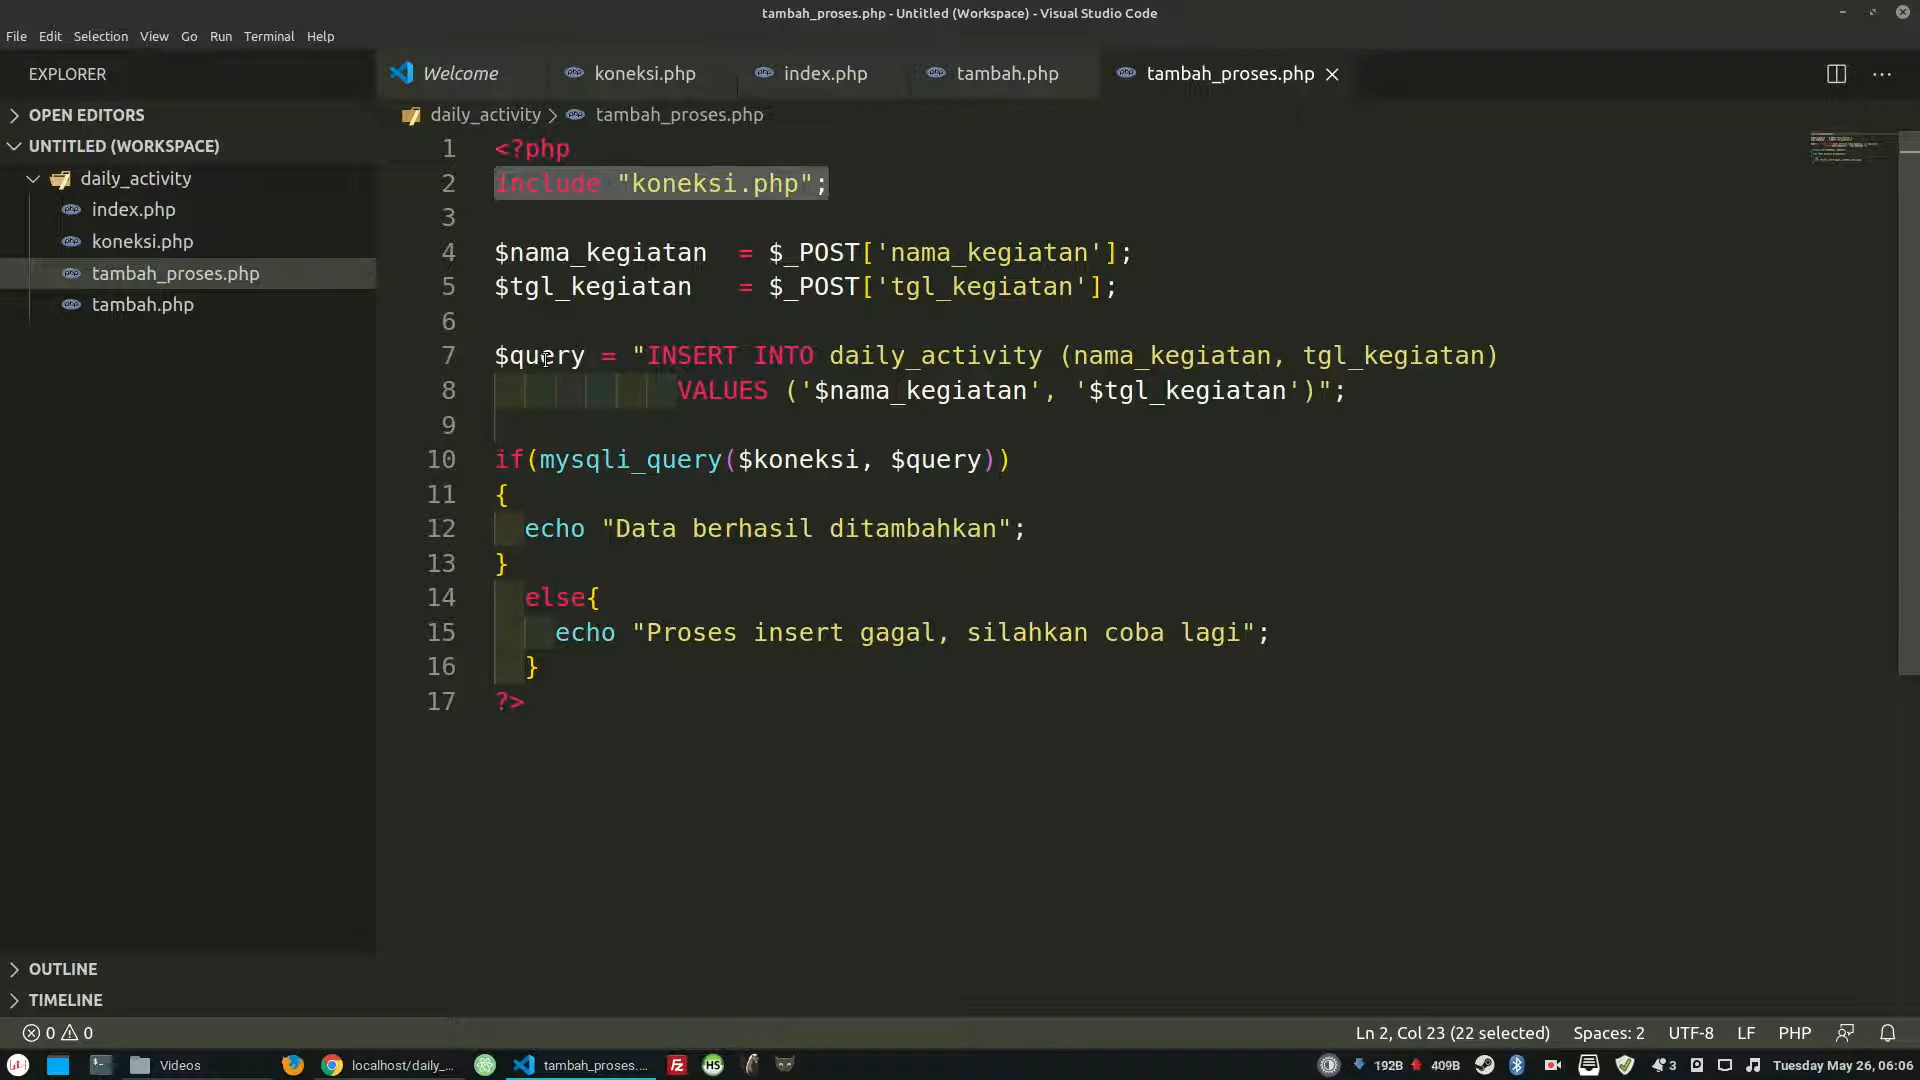 tambah_proses.php - Untitled (Workspace) - Visual Studio Code
File Edit Selection View Go Run Terminal Help
EXPLORER
OPEN EDITORS
UNTITLED (WORKSPACE)
daily_activity
index.php
koneksi.php
tambah_proses.php
tambah.php
OUTLINE
TIMELINE
Welcome koneksi.php index.php tambah.php tambah_proses.php
daily_activity > tambah_proses.php
1 <?php
2 include "koneksi.php";
3
4 $nama_kegiatan  = $_POST['nama_kegiatan'];
5 $tgl_kegiatan   = $_POST['tgl_kegiatan'];
6
7 $query = "INSERT INTO daily_activity (nama_kegiatan, tgl_kegiatan)
8             VALUES ('$nama_kegiatan', '$tgl_kegiatan')";
9
10 if(mysqli_query($koneksi, $query))
11 {
12   echo "Data berhasil ditambahkan";
13 }
14   else{
15     echo "Proses insert gagal, silahkan coba lagi";
16   }
17 ?>
0 0 Ln 2, Col 23 (22 selected) Spaces: 2 UTF-8 LF PHP
Videos localhost/daily_... tambah_proses.... Fz HS 192B 409B 3 Tuesday May 26, 06:06